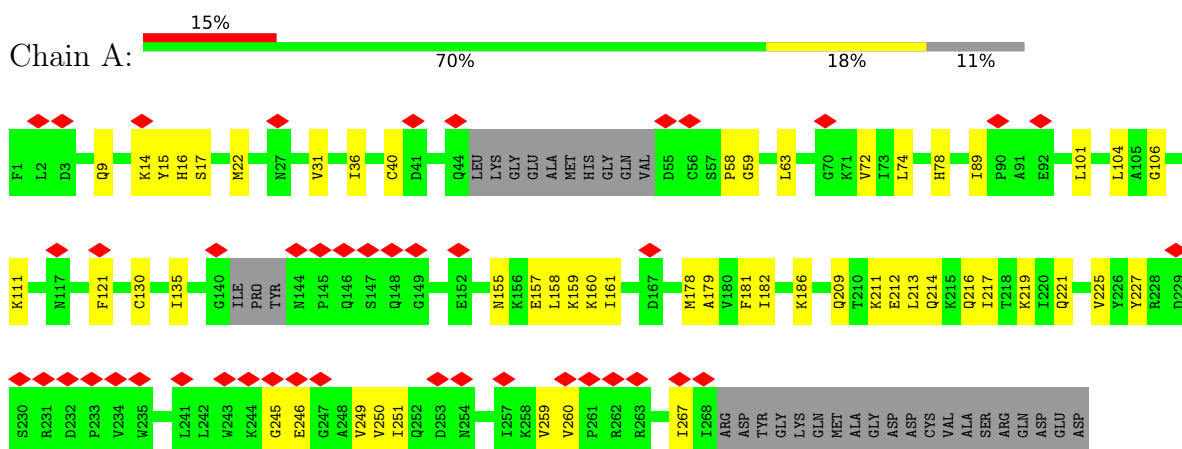 15%
Chain A:
70% 18% 11%
F1 L2 D3 Q9 K14 Y15 H16 S17 M22 N27 V31 I36 C40 D41 Q44 LEU LYS GLY GLU ALA MET HIS GLY GLN VAL D55 C56 S57 P58 G59 L63 G70 K71 V72 I73 L74 H78 I89 P90 A91 E92 L101 L104 A105 G106
K111 N117 F121 C130 I135 G140 ILE PRO TYR N144 P145 Q146 S147 Q148 G149 E152 N155 K156 E157 L158 K159 K160 I161 D167 M178 A179 V180 F181 I182 K186 Q209 T210 K211 E212 L213 Q214 K215 Q216 I217 T218 K219 I220 Q221 V225 Y226 Y227 R228 D229
S230 R231 D232 P233 V234 W235 L241 L242 W243 K244 G245 E246 G247 A248 V249 V250 I251 Q252 D253 N254 I257 K258 V259 V260 P261 R262 R263 I267 I268 ARG ASP TYR GLY LYS GLN MET ALA GLY ASP ASP CYS VAL ALA SER ARG GLN ASP GLU ASP